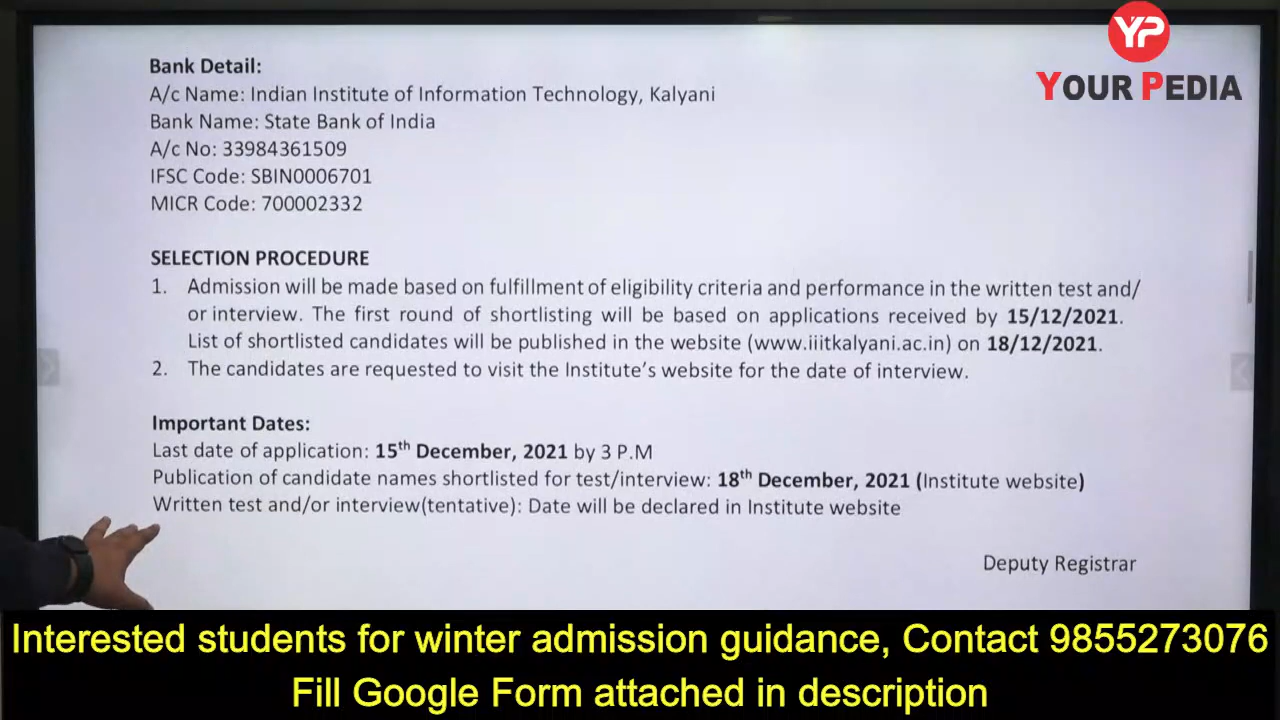 YP
YOUR PEDIA
Bank Detail:
A/c Name: Indian Institute of Information Technology, Kalyani
Bank Name: State Bank of India
A/c No: 33984361509
IFSC Code: SBIN0006701
MICR Code: 700002332
SELECTION PROCEDURE
1. Admission will be made based on fulfillment of eligibility criteria and performance in the written test and/
or interview. The first round of shortlisting will be based on applications received by 15/12/2021.
List of shortlisted candidates will be published in the website (www.iiitkalyani.ac.in) on 18/12/2021.
2. The candidates are requested to visit the Institute's website for the date of interview.
Important Dates:
Last date of application: 15th December, 2021 by 3 P.M
Publication of candidate names shortlisted for test/interview: 18th December, 2021 (Institute website)
Written test and/or interview(tentative): Date will be declared in Institute website
Deputy Registrar
Interested students for winter admission guidance, Contact 9855273076
Fill Google Form attached in description